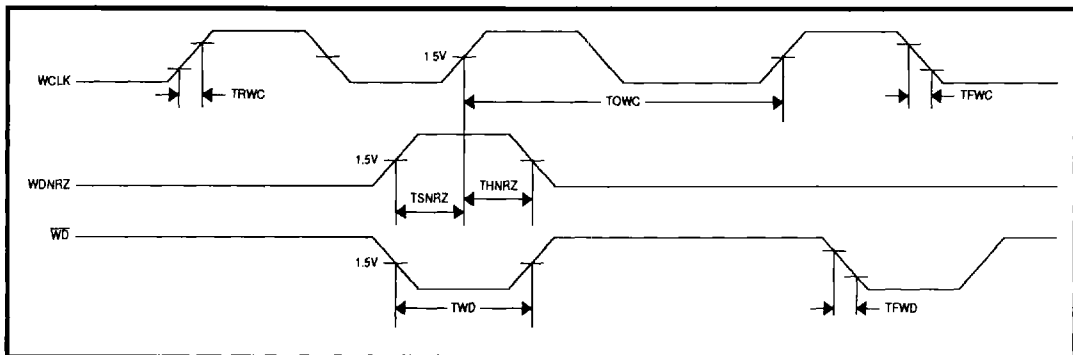 WCLK
1.5V
TRWC
TOWC
TFWC
WDNRZ
1.5V
TSNRZ
THNRZ
WD
1.5V
TWD
TFWD